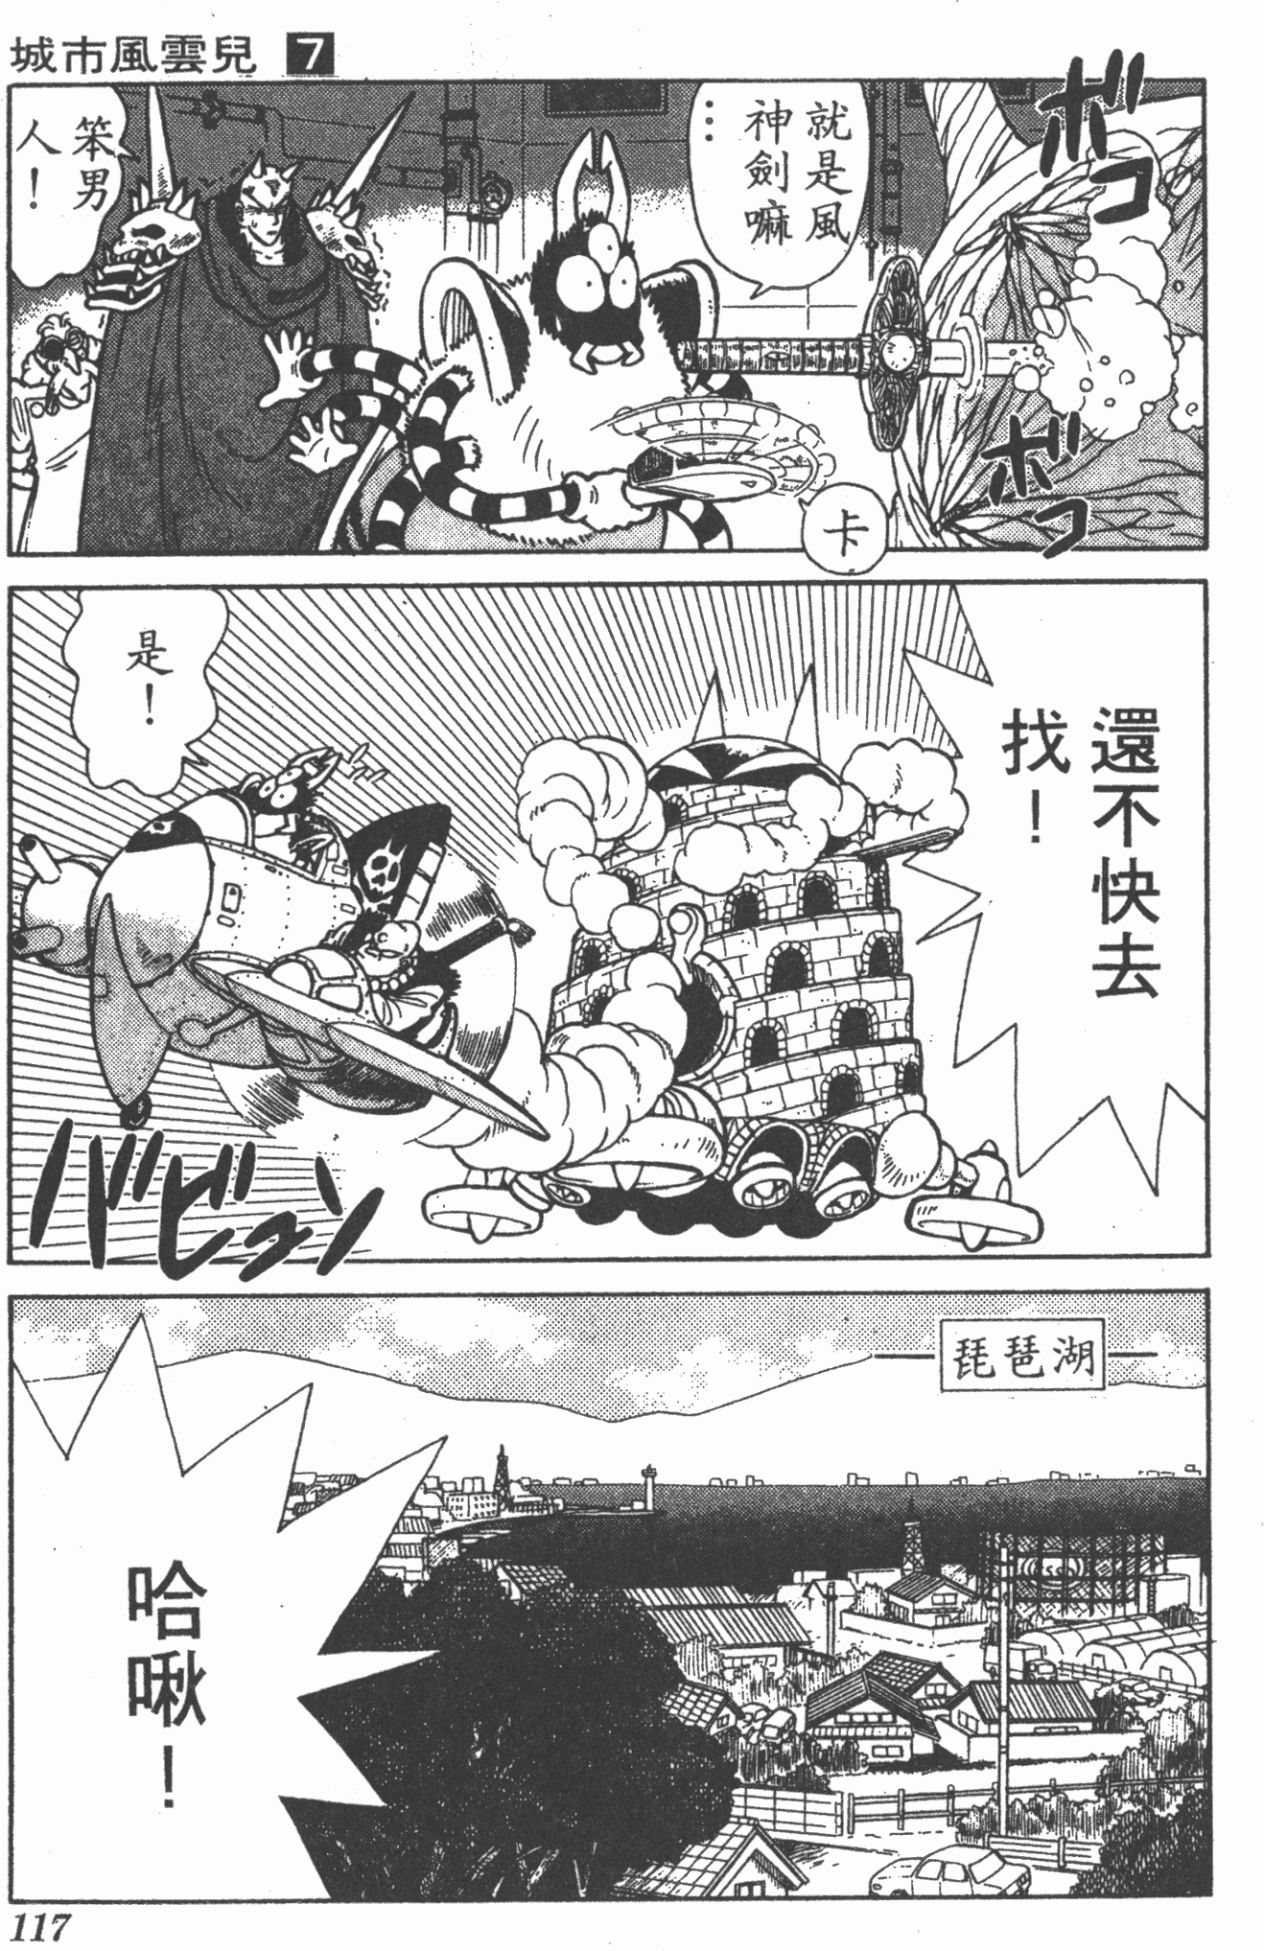 城市風雲兒 7
ボコ
就是風
神劍嘛
…
ボコ
卡
笨男
人！
還不快去
找！
是！
バビュン
琵琶湖
哈啾！
117